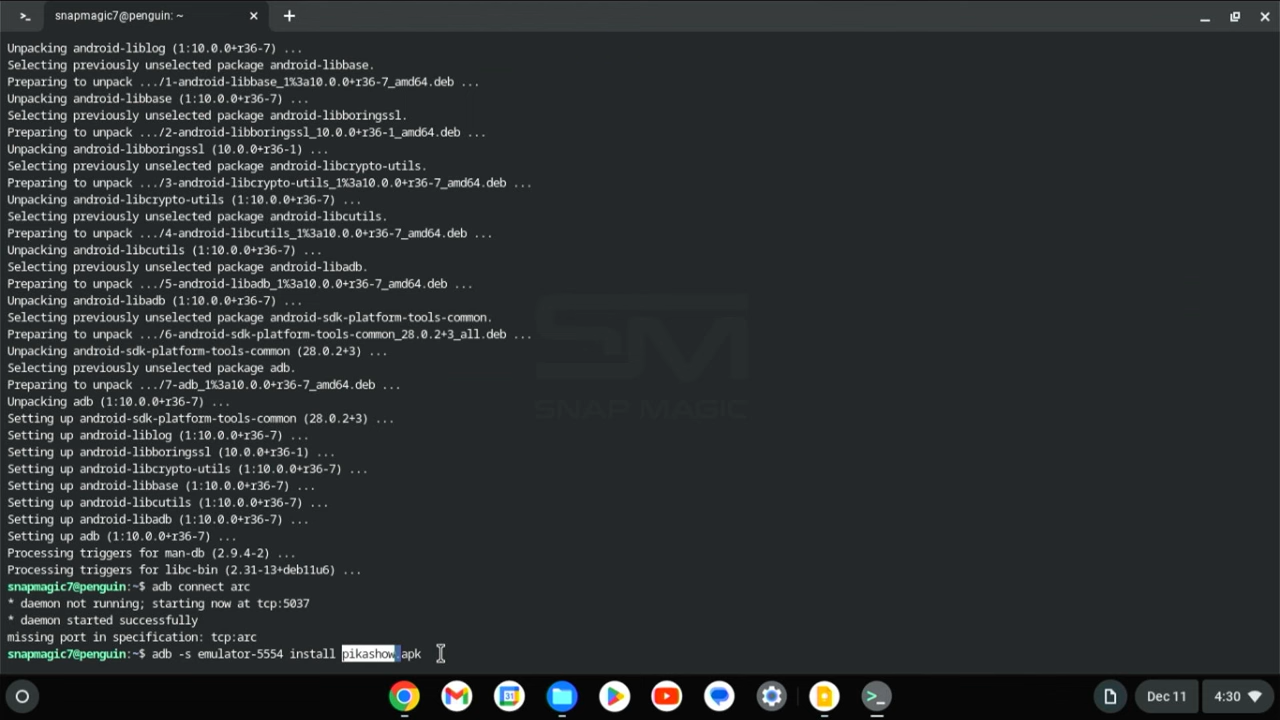 snapmagic7@penguin: ~
Unpacking android-liblog (1:10.0.0+r36-7) ...
Selecting previously unselected package android-libbase.
Preparing to unpack .../1-android-libbase_1%3a10.0.0+r36-7_amd64.deb ...
Unpacking android-libbase (1:10.0.0+r36-7) ...
Selecting previously unselected package android-libboringssl.
Preparing to unpack .../2-android-libboringssl_10.0.0+r36-1_amd64.deb ...
Unpacking android-libboringssl (10.0.0+r36-1) ...
Selecting previously unselected package android-libcrypto-utils.
Preparing to unpack .../3-android-libcrypto-utils_1%3a10.0.0+r36-7_amd64.deb ...
Unpacking android-libcrypto-utils (1:10.0.0+r36-7) ...
Selecting previously unselected package android-libcutils.
Preparing to unpack .../4-android-libcutils_1%3a10.0.0+r36-7_amd64.deb ...
Unpacking android-libcutils (1:10.0.0+r36-7) ...
Selecting previously unselected package android-libadb.
Preparing to unpack .../5-android-libadb_1%3a10.0.0+r36-7_amd64.deb ...
Unpacking android-libadb (1:10.0.0+r36-7) ...
Selecting previously unselected package android-sdk-platform-tools-common.
Preparing to unpack .../6-android-sdk-platform-tools-common_28.0.2+3_all.deb ...
Unpacking android-sdk-platform-tools-common (28.0.2+3) ...
Selecting previously unselected package adb.
Preparing to unpack .../7-adb_1%3a10.0.0+r36-7_amd64.deb ...
Unpacking adb (1:10.0.0+r36-7) ...
Setting up android-sdk-platform-tools-common (28.0.2+3) ...
Setting up android-liblog (1:10.0.0+r36-7) ...
Setting up android-libboringssl (10.0.0+r36-1) ...
Setting up android-libcrypto-utils (1:10.0.0+r36-7) ...
Setting up android-libbase (1:10.0.0+r36-7) ...
Setting up android-libcutils (1:10.0.0+r36-7) ...
Setting up android-libadb (1:10.0.0+r36-7) ...
Setting up adb (1:10.0.0+r36-7) ...
Processing triggers for man-db (2.9.4-2) ...
Processing triggers for libc-bin (2.31-13+deb11u6) ...
snapmagic7@penguin:~$ adb connect arc
* daemon not running; starting now at tcp:5037
* daemon started successfully
missing port in specification: tcp:arc
snapmagic7@penguin:~$ adb -s emulator-5554 install pikashow.apk
SM
SNAP MAGIC
31
Dec 11
4:30